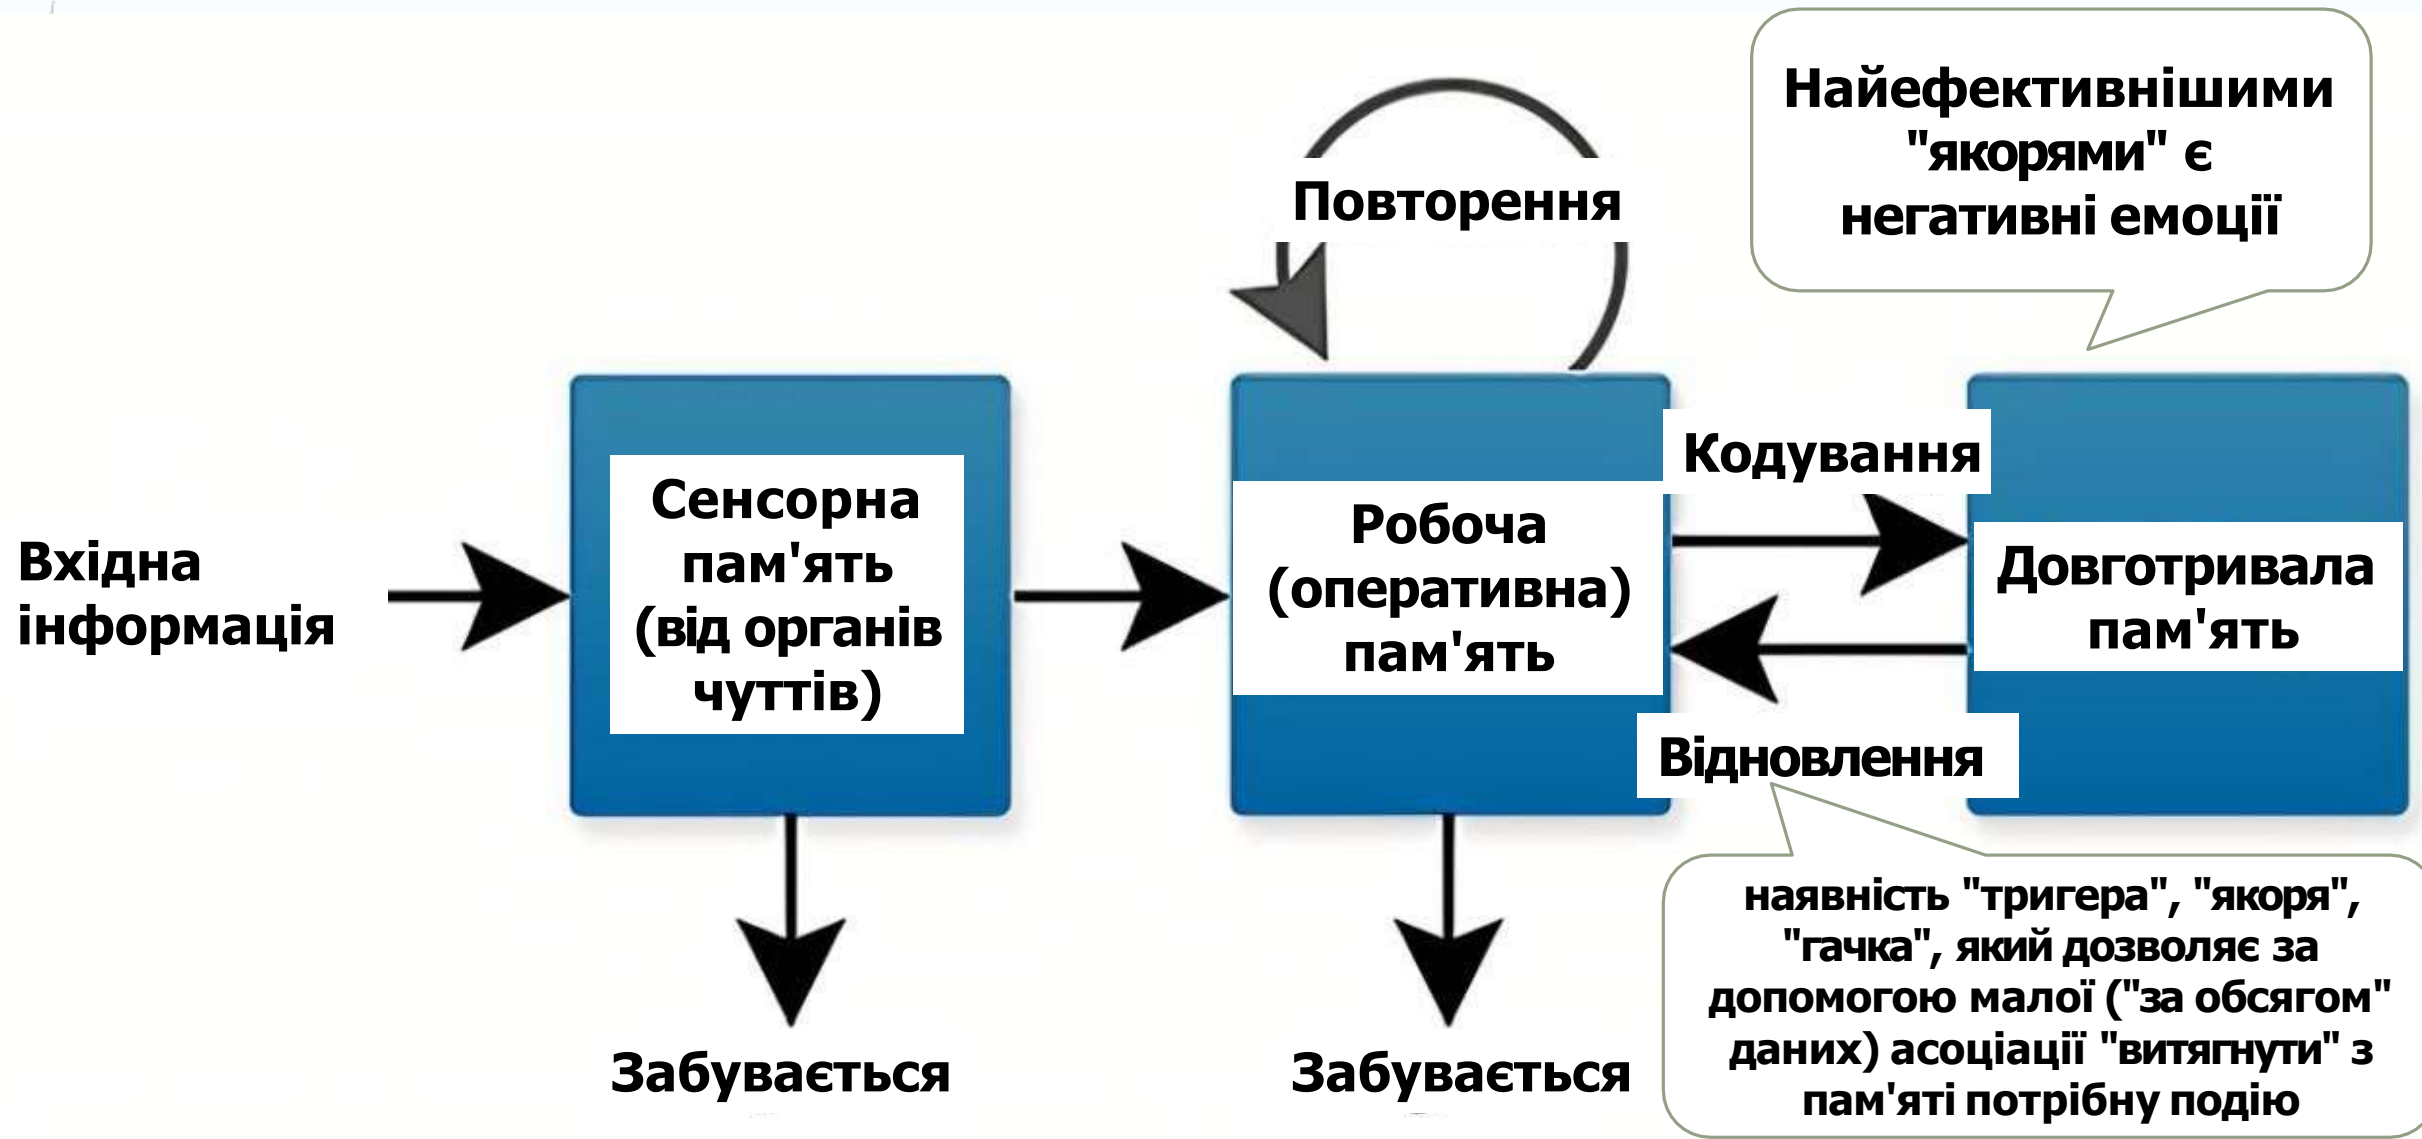 Найефективнішими
"якорями" є
негативні емоції
Повторення
Вхідна
інформація
Сенсорна
пам'ять
(від органів
чуттів)
Робоча
(оперативна)
пам'ять
Кодування
Довготривала
пам'ять
Відновлення
Забувається
Забувається
наявність "тригера", "якоря",
"гачка", який дозволяє за
допомогою малої ("за обсягом"
даних) асоціації "витягнути" з
пам'яті потрібну подію